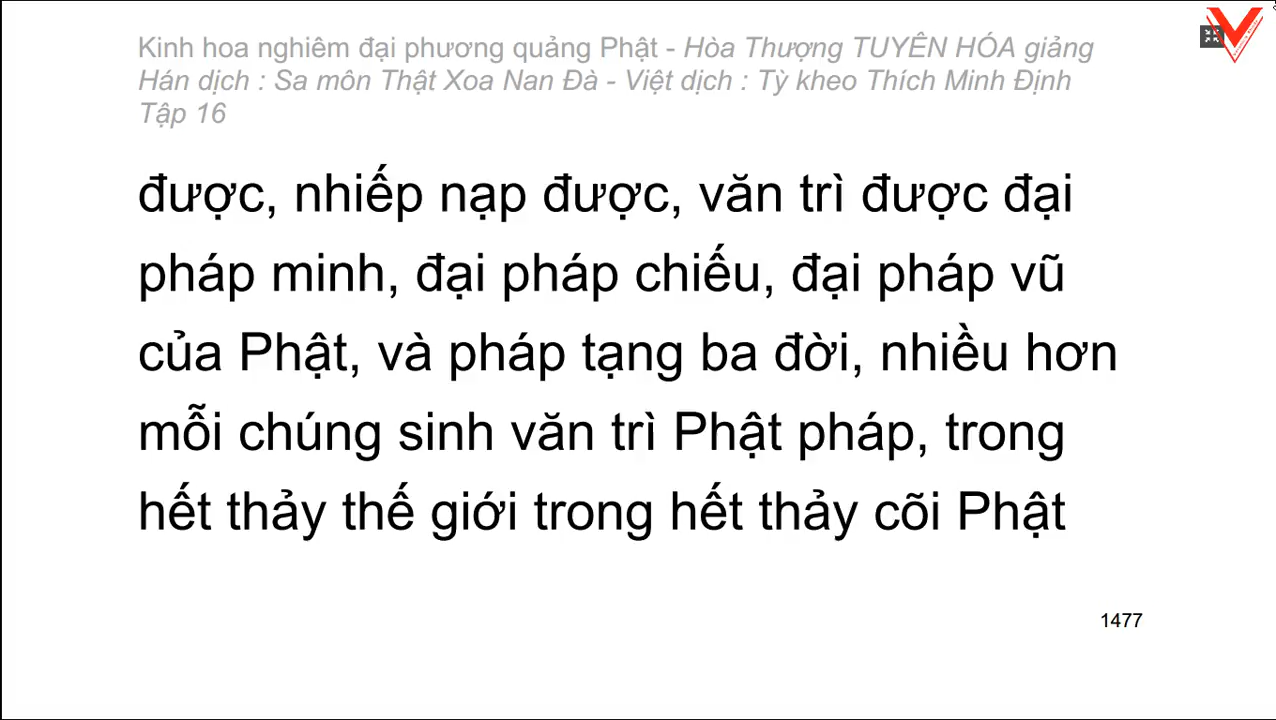 Kinh hoa nghiêm đại phương quảng Phật - Hòa Thượng TUYÊN HÓA giảng
Hán dịch : Sa môn Thật Xoa Nan Đà - Việt dịch : Tỳ kheo Thích Minh Định
Tập 16
được, nhiếp nạp được, văn trì được đại
pháp minh, đại pháp chiếu, đại pháp vũ
của Phật, và pháp tạng ba đời, nhiều hơn
mỗi chúng sinh văn trì Phật pháp, trong
hết thảy thế giới trong hết thảy cõi Phật
1477